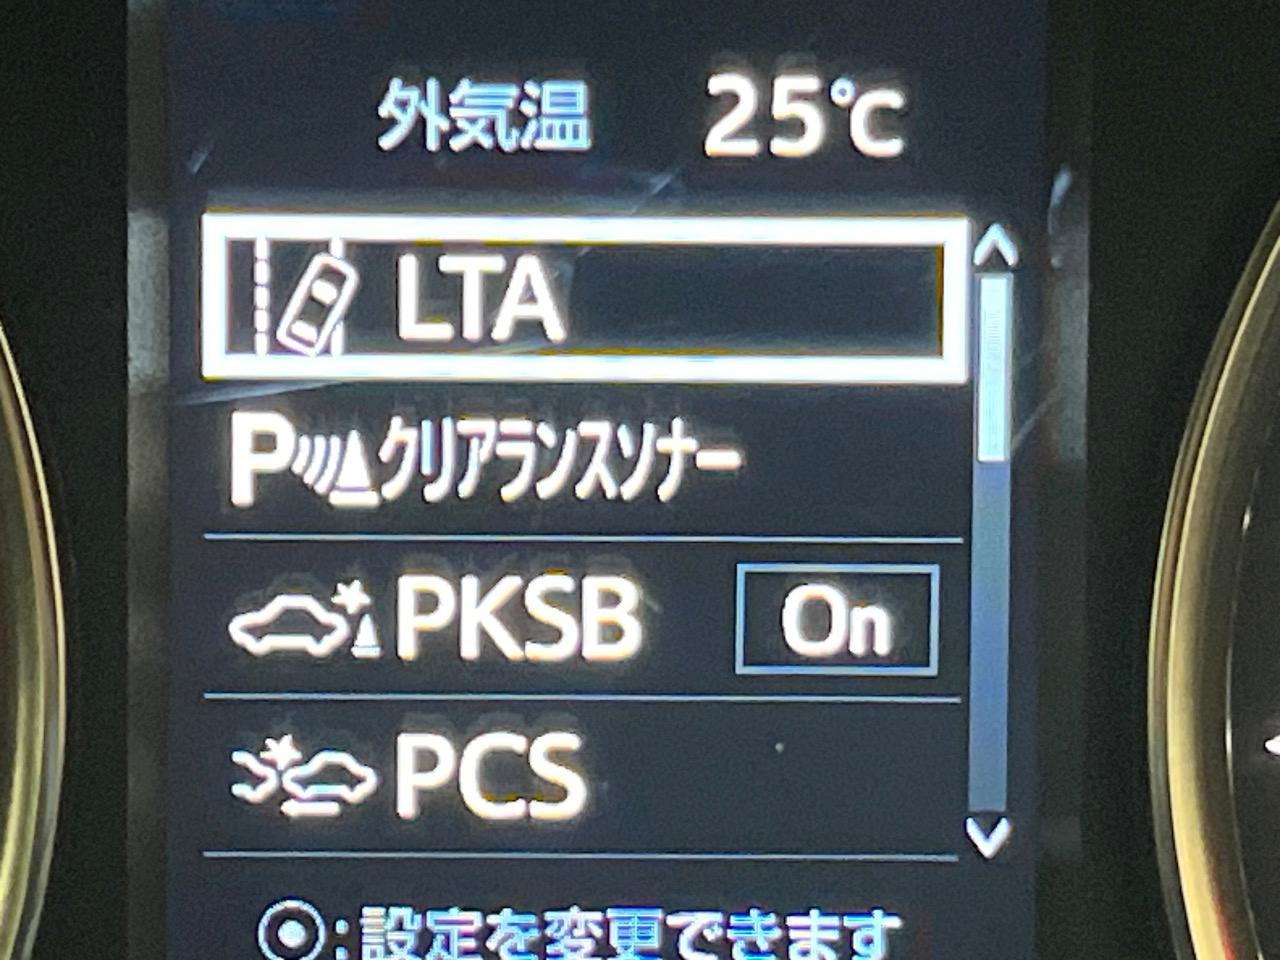 外気温 25℃
LTA
Pクリアランスソナー
PKSB On
PCS
:設定を変更できます